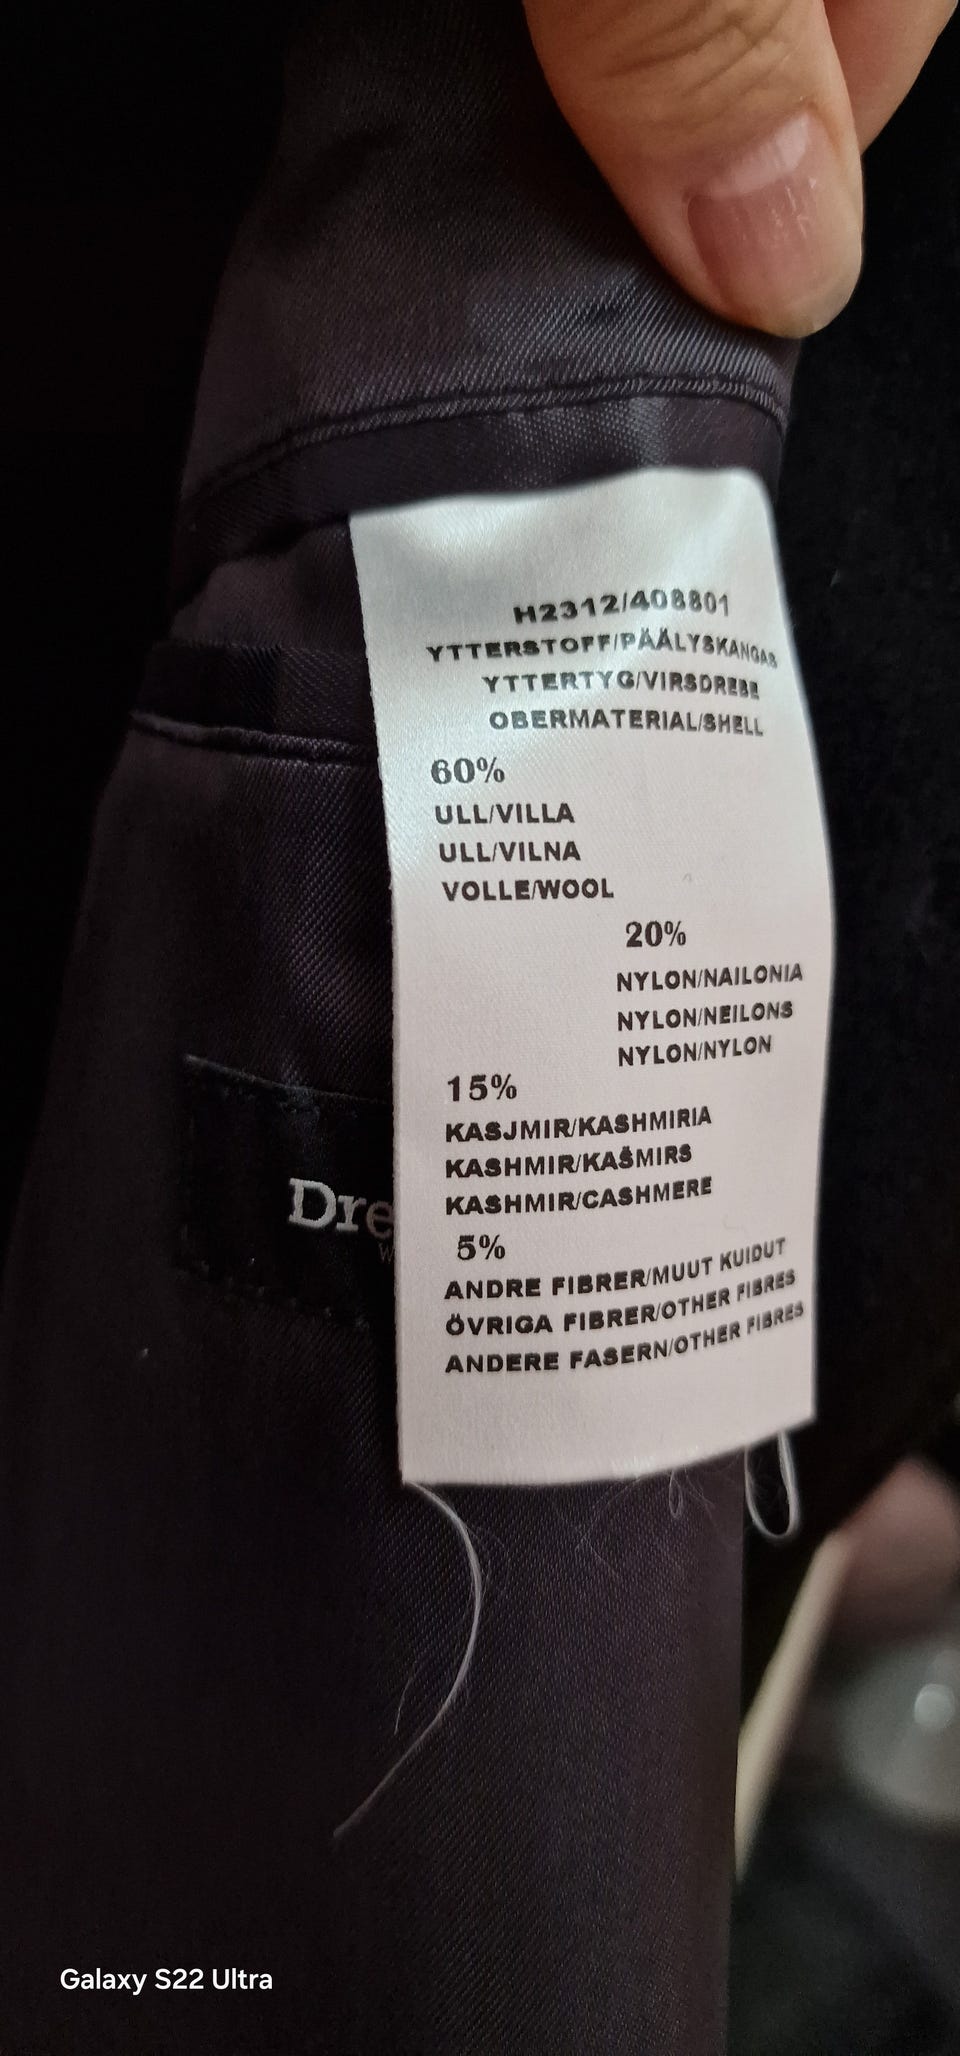 H2312/408801
YTTERSTOFF/PÄÄLYSKANGAS
YTTERTYG/VIRSDREBE
OBERMATERIAL/SHELL
60%
ULL/VILLA
ULL/VILNA
VOLLE/WOOL
20%
NYLON/NAILONIA
NYLON/NEILONS
NYLON/NYLON
15%
KASJMIR/KASHMIRIA
KASHMIR/KAŠMIRS
KASHMIR/CASHMERE
5%
ANDRE FIBRER/MUUT KUIDUT
ÖVRIGA FIBRER/OTHER FIBRES
ANDERE FASERN/OTHER FIBRES
Dre
W
Galaxy S22 Ultra